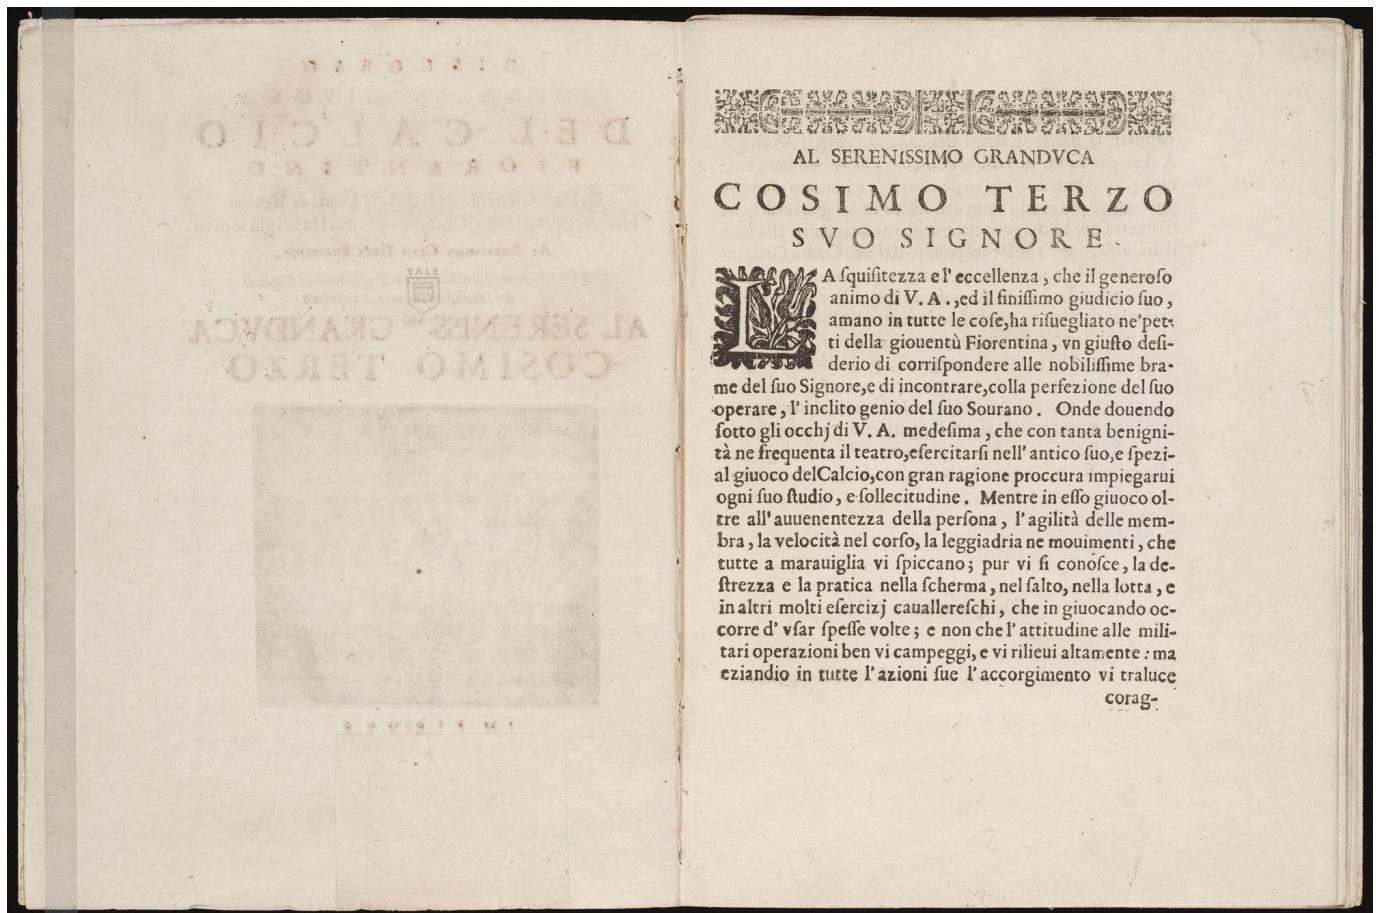 YALE
AL SERENISSIMO GRANDVCA
COSIMO TERZO
SVO SIGNORE.
LA ſquiſitezza e l' eccellenza, che il generoſo
animo di V. A., ed il finiſſimo giudicio ſuo,
amano in tutte le coſe, ha riſuegliato ne' pet-
ti della giouentù Fiorentina, vn giuſto deſi-
derio di corriſpondere alle nobiliſſime bra-
me del ſuo Signore, e di incontrare, colla perfezione del ſuo
operare, l' inclito genio del ſuo Sourano. Onde douendo
ſotto gli occhj di V. A. medeſima, che con tanta benigni-
tà ne frequenta il teatro, eſercitarſi nell' antico ſuo, e ſpezi-
al giuoco delCalcio, con gran ragione proccura impiegarui
ogni ſuo ſtudio, e ſollecitudine. Mentre in eſſo giuoco ol-
tre all' auuenentezza della perſona, l' agilità delle mem-
bra, la velocità nel corſo, la leggiadria ne mouimenti, che
tutte a marauiglia vi ſpiccano; pur vi ſi conoſce, la de-
ſtrezza e la pratica nella ſcherma, nel ſalto, nella lotta, e
in altri molti eſercizj cauallereſchi, che in giuocando oc-
corre d' vſar ſpeſſe volte; e non che l' attitudine alle mili-
tari operazioni ben vi campeggi, e vi rilieui altamente: ma
eziandio in tutte l' azioni ſue l' accorgimento vi traluce
corag-